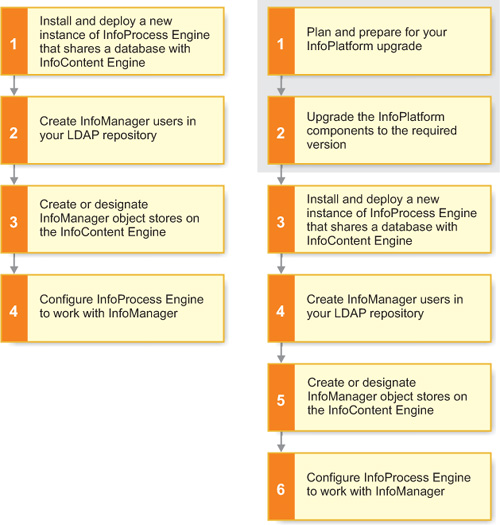 1
Install and deploy a new
instance of InfoProcess Engine
that shares a database with
InfoContent Engine
2
Create InfoManager users in
your LDAP repository
3
Create or designate
InfoManager object stores on
the InfoContent Engine
4
Configure InfoProcess Engine
to work with InfoManager
1
Plan and prepare for your
InfoPlatform upgrade
2
Upgrade the InfoPlatform
components to the required
version
3
Install and deploy a new
instance of InfoProcess Engine
that shares a database with
InfoContent Engine
4
Create InfoManager users in
your LDAP repository
5
Create or designate
InfoManager object stores on
the InfoContent Engine
6
Configure InfoProcess Engine
to work with InfoManager